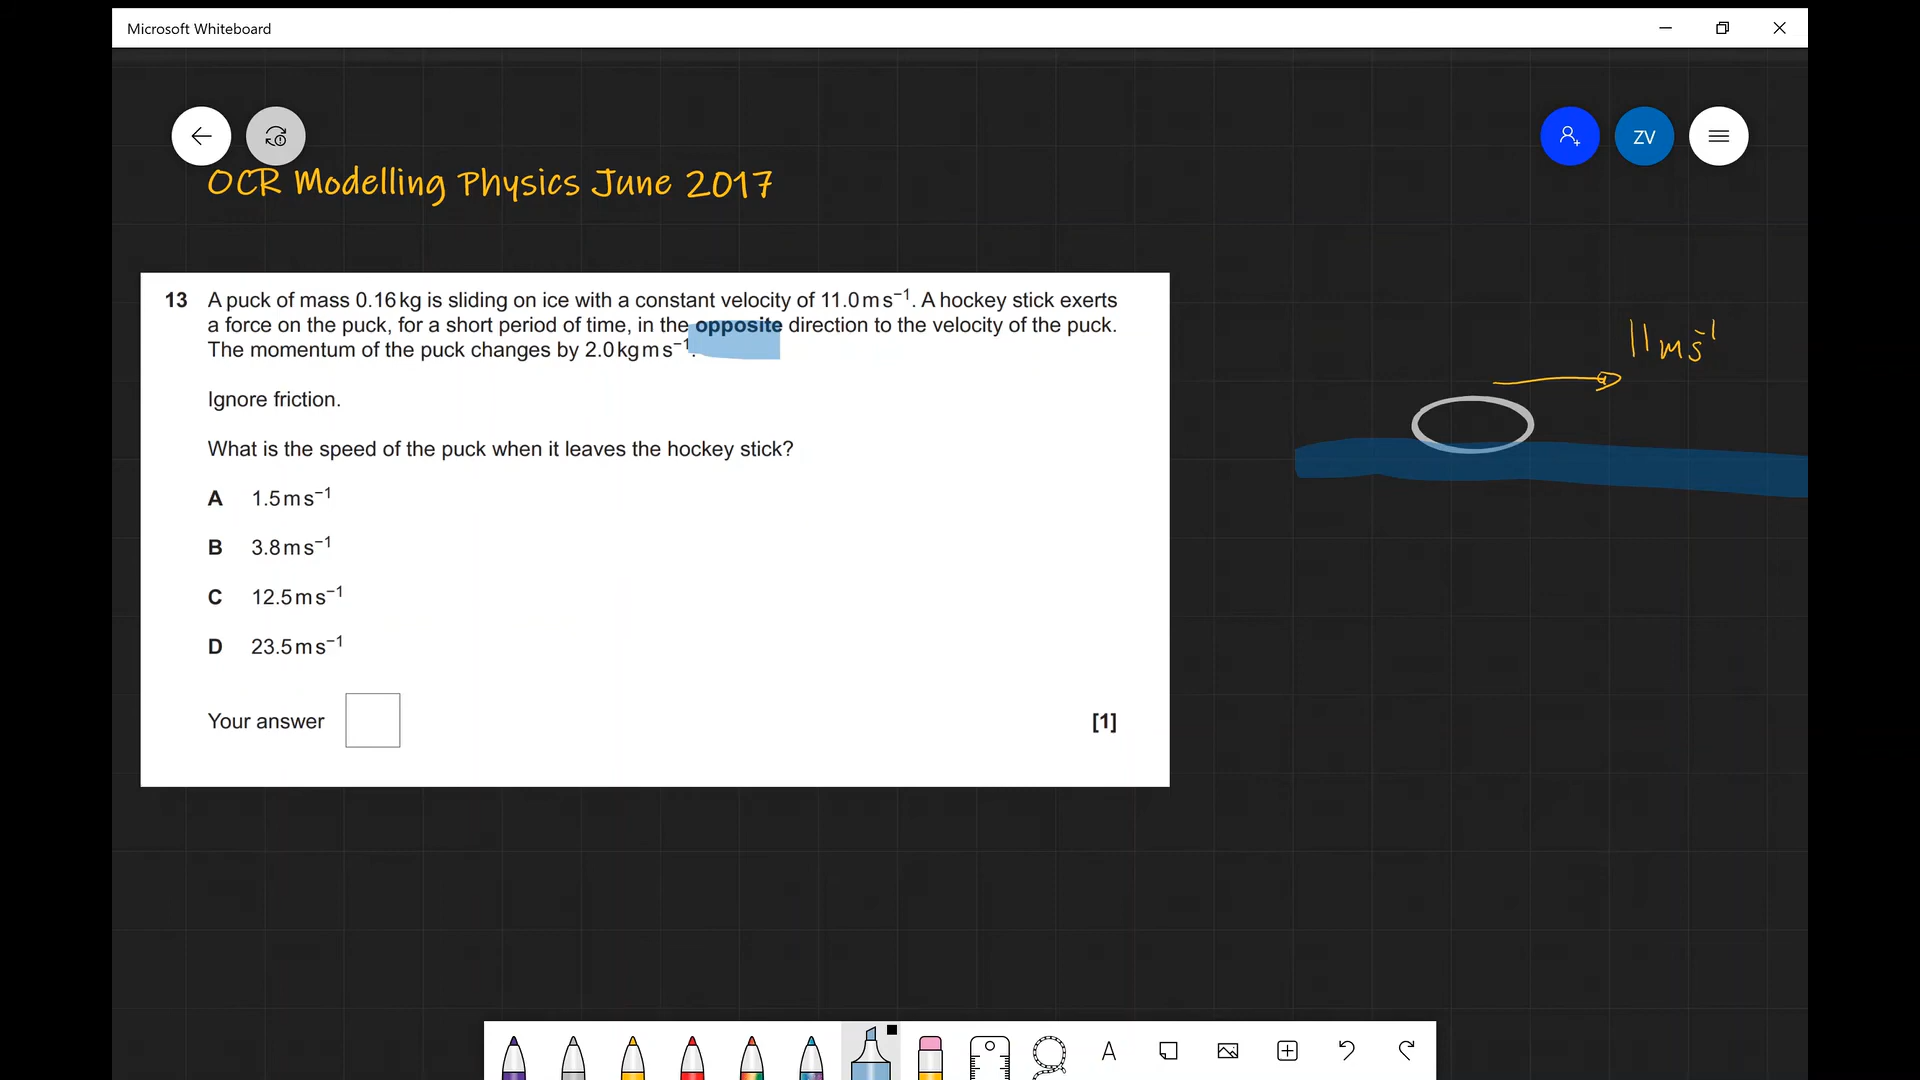 Microsoft Whiteboard
ZV
OCR Modelling Physics June 2017
13 A puck of mass 0.16 kg is sliding on ice with a constant velocity of 11.0 m s⁻¹. A hockey stick exerts
a force on the puck, for a short period of time, in the opposite direction to the velocity of the puck.
The momentum of the puck changes by 2.0 kg m s⁻¹.
11 m s⁻¹
Ignore friction.
What is the speed of the puck when it leaves the hockey stick?
A 1.5 m s⁻¹
B 3.8 m s⁻¹
C 12.5 m s⁻¹
D 23.5 m s⁻¹
Your answer [1]
A